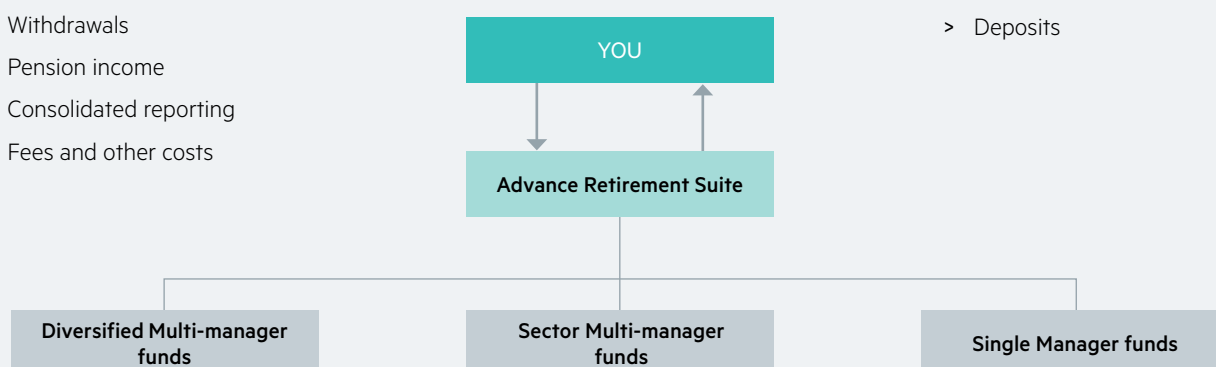 Withdrawals
Pension income
Consolidated reporting
Fees and other costs
YOU
> Deposits
Advance Retirement Suite
Diversified Multi-manager
funds
Sector Multi-manager
funds
Single Manager funds